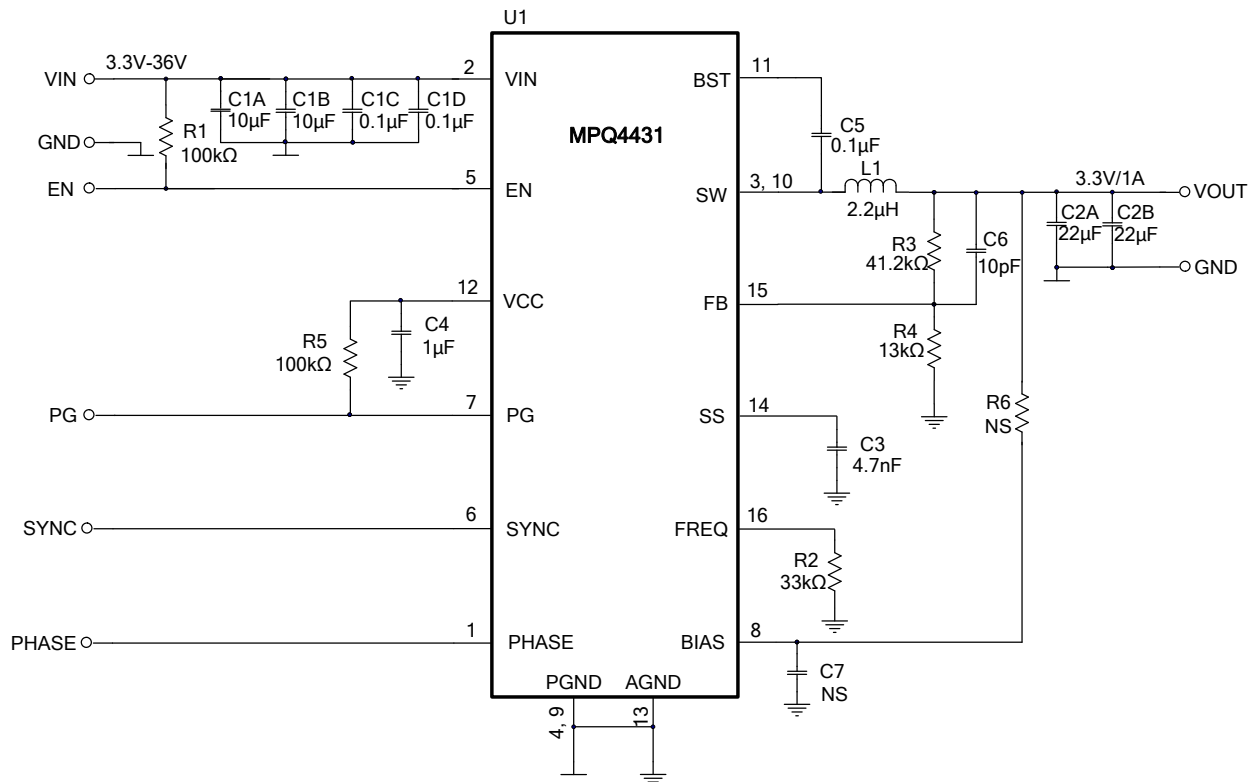 U1
MPQ4431
VIN
3.3V-36V
2
VIN
C1A
10µF
C1B
10µF
C1C
0.1µF
C1D
0.1µF
GND
R1
100kΩ
EN
5
EN
12
VCC
C4
1µF
R5
100kΩ
PG
7
PG
SYNC
6
SYNC
PHASE
1
PHASE
BST
11
C5
0.1µF
SW
3, 10
L1
2.2µH
3.3V/1A
VOUT
C2A
22µF
C2B
22µF
GND
R3
41.2kΩ
C6
10pF
FB
15
R4
13kΩ
SS
14
C3
4.7nF
R6
NS
FREQ
16
R2
33kΩ
BIAS
8
C7
NS
PGND
AGND
4, 9
13